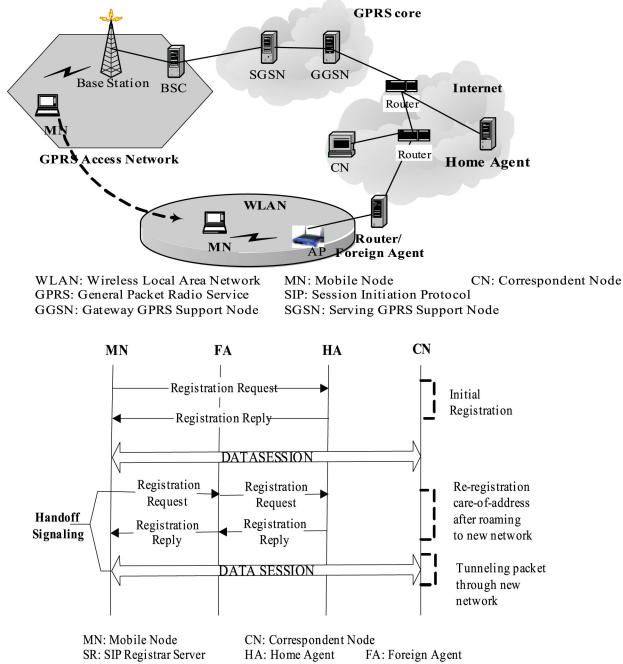 GPRS core
Base Station
BSC
SGSN
GGSN
Internet
Router
MN
GPRS Access Network
CN
Router
Home Agent
WLAN
MN
AP
Router/
Foreign Agent
WLAN: Wireless Local Area Network MN: Mobile Node CN: Correspondent Node
GPRS: General Packet Radio Service SIP: Session Initiation Protocol
GGSN: Gateway GPRS Support Node SGSN: Serving GPRS Support Node
MN FA HA CN
Registration Request
Initial
Registration
Registration Reply
DATASESSION
Registration
Request
Registration
Request
Re-registration
care-of-address
after roaming
to new network
Handoff
Signaling
Registration
Reply
Registration
Reply
DATA SESSION
Tunneling packet
through new
network
MN: Mobile Node CN: Correspondent Node
SR: SIP Registrar Server HA: Home Agent FA: Foreign Agent